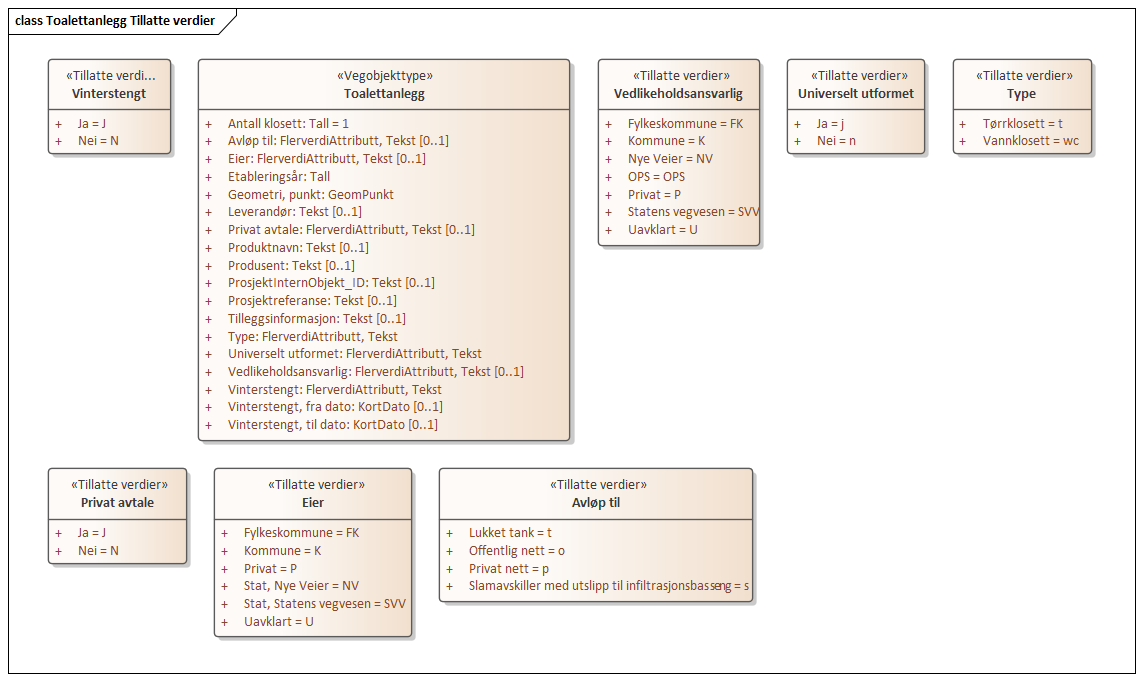 class Toalettanlegg Tillatte verdier
«Tillatte verdi...
Vinterstengt
+ Ja = J
+ Nei = N
«Vegobjekttype»
Toalettanlegg
+ Antall klosett: Tall = 1
+ Avløp til: FlerverdiAttributt, Tekst [0..1]
+ Eier: FlerverdiAttributt, Tekst [0..1]
+ Etableringsår: Tall
+ Geometri, punkt: GeomPunkt
+ Leverandør: Tekst [0..1]
+ Privat avtale: FlerverdiAttributt, Tekst [0..1]
+ Produktnavn: Tekst [0..1]
+ Produsent: Tekst [0..1]
+ ProsjektInternObjekt_ID: Tekst [0..1]
+ Prosjektreferanse: Tekst [0..1]
+ Tilleggsinformasjon: Tekst [0..1]
+ Type: FlerverdiAttributt, Tekst
+ Universelt utformet: FlerverdiAttributt, Tekst
+ Vedlikeholdsansvarlig: FlerverdiAttributt, Tekst [0..1]
+ Vinterstengt: FlerverdiAttributt, Tekst
+ Vinterstengt, fra dato: KortDato [0..1]
+ Vinterstengt, til dato: KortDato [0..1]
«Tillatte verdier»
Vedlikeholdsansvarlig
+ Fylkeskommune = FK
+ Kommune = K
+ Nye Veier = NV
+ OPS = OPS
+ Privat = P
+ Statens vegvesen = SVV
+ Uavklart = U
«Tillatte verdier»
Universelt utformet
+ Ja = j
+ Nei = n
«Tillatte verdier»
Type
+ Tørrklosett = t
+ Vannklosett = wc
«Tillatte verdier»
Privat avtale
+ Ja = J
+ Nei = N
«Tillatte verdier»
Eier
+ Fylkeskommune = FK
+ Kommune = K
+ Privat = P
+ Stat, Nye Veier = NV
+ Stat, Statens vegvesen = SVV
+ Uavklart = U
«Tillatte verdier»
Avløp til
+ Lukket tank = t
+ Offentlig nett = o
+ Privat nett = p
+ Slamavskiller med utslipp til infiltrasjonsbasseng = s